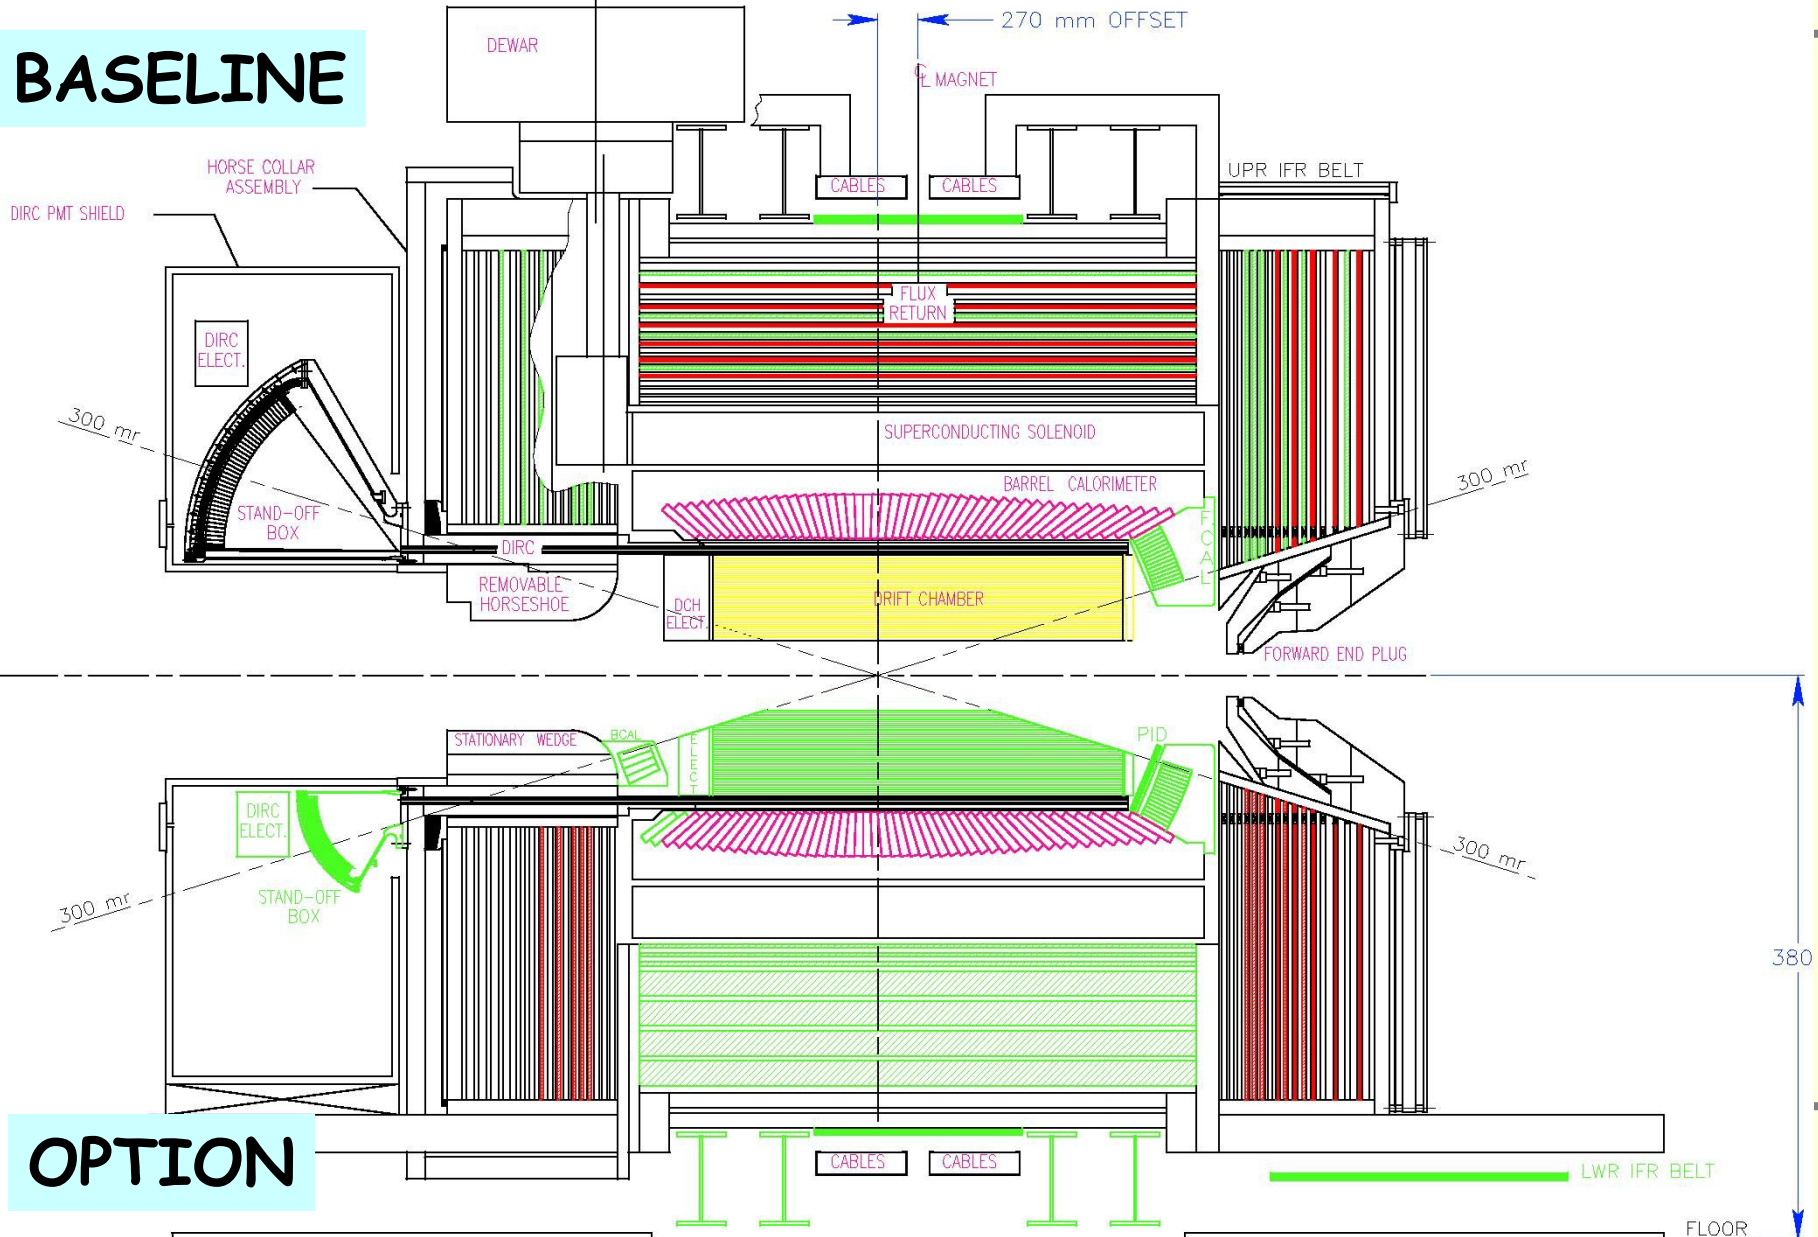 270 mm OFFSET
DEWAR
BASELINE
℄ MAGNET
HORSE COLLAR
ASSEMBLY
UPR IFR BELT
CABLES
CABLES
DIRC PMT SHIELD
FLUX
RETURN
DIRC
ELECT.
300 mr
SUPERCONDUCTING SOLENOID
300 mr
BARREL CALORIMETER
STAND-OFF
BOX
FCAL
DIRC
REMOVABLE
HORSESHOE
DCH
ELECT.
DRIFT CHAMBER
FORWARD END PLUG
STATIONARY WEDGE
BCAL
ELECT
PID
DIRC
ELECT.
300 mr
STAND-OFF
BOX
300 mr
380
OPTION
CABLES
CABLES
LWR IFR BELT
FLOOR